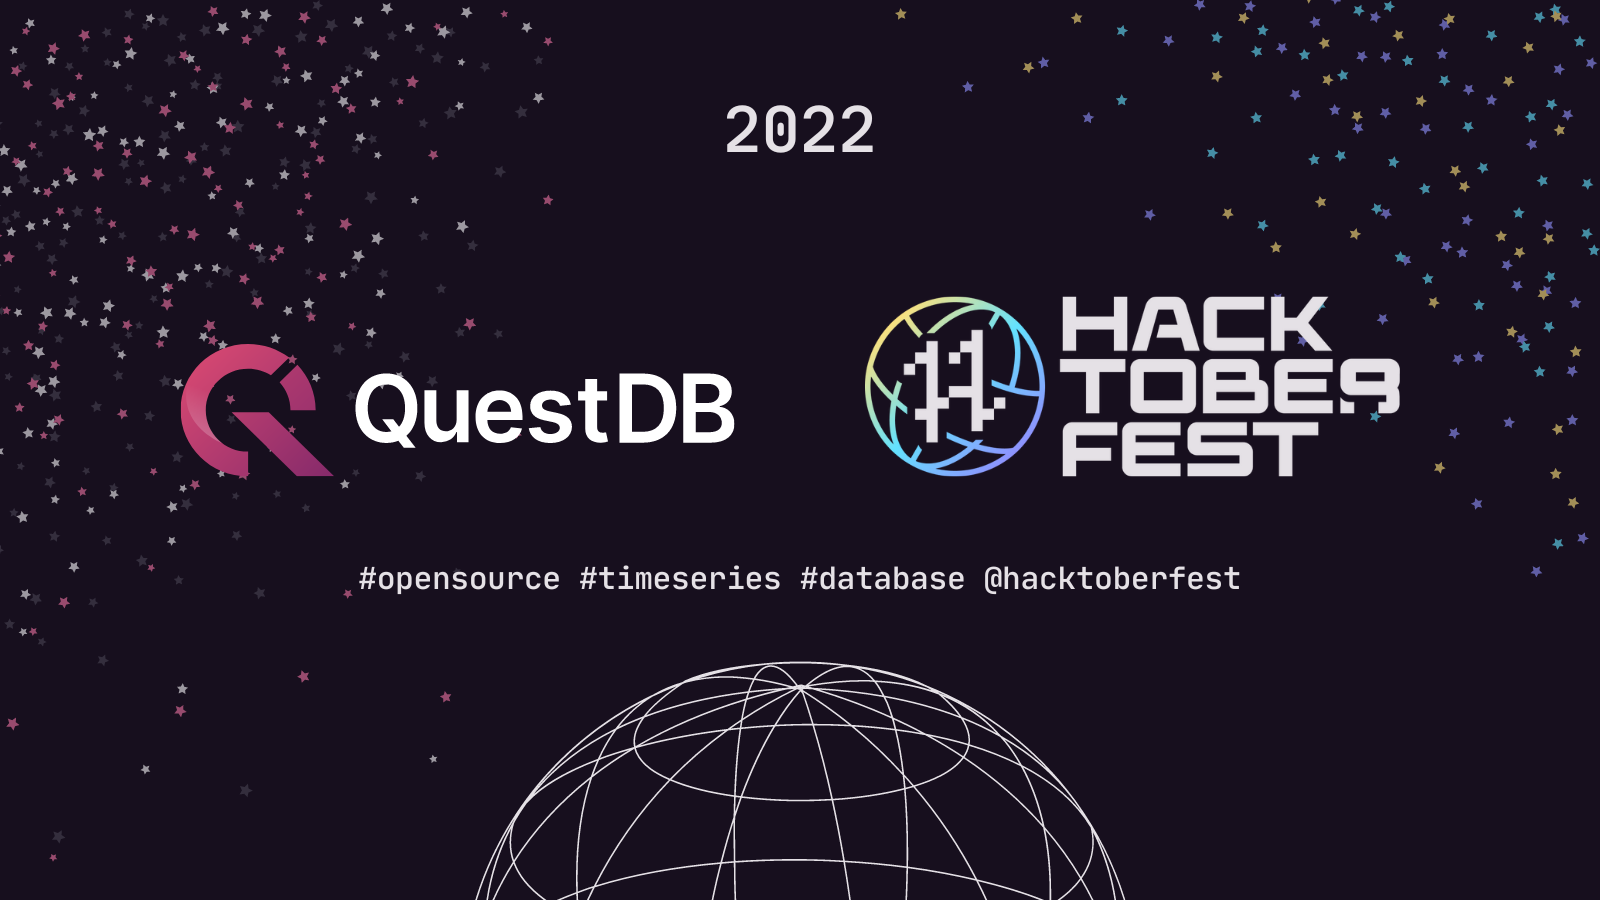 2022
QuestDB
HACK
TOBER
FEST
#opensource #timeseries #database @hacktoberfest